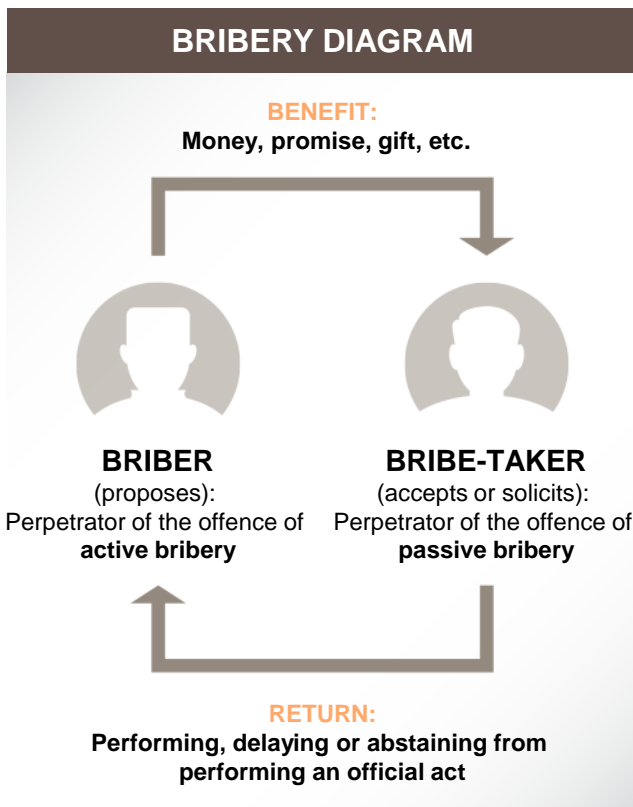 BRIBERY DIAGRAM
BENEFIT:
Money, promise, gift, etc.
BRIBER
(proposes):
Perpetrator of the offence of
active bribery
BRIBE-TAKER
(accepts or solicits):
Perpetrator of the offence of
passive bribery
RETURN:
Performing, delaying or abstaining from
performing an official act